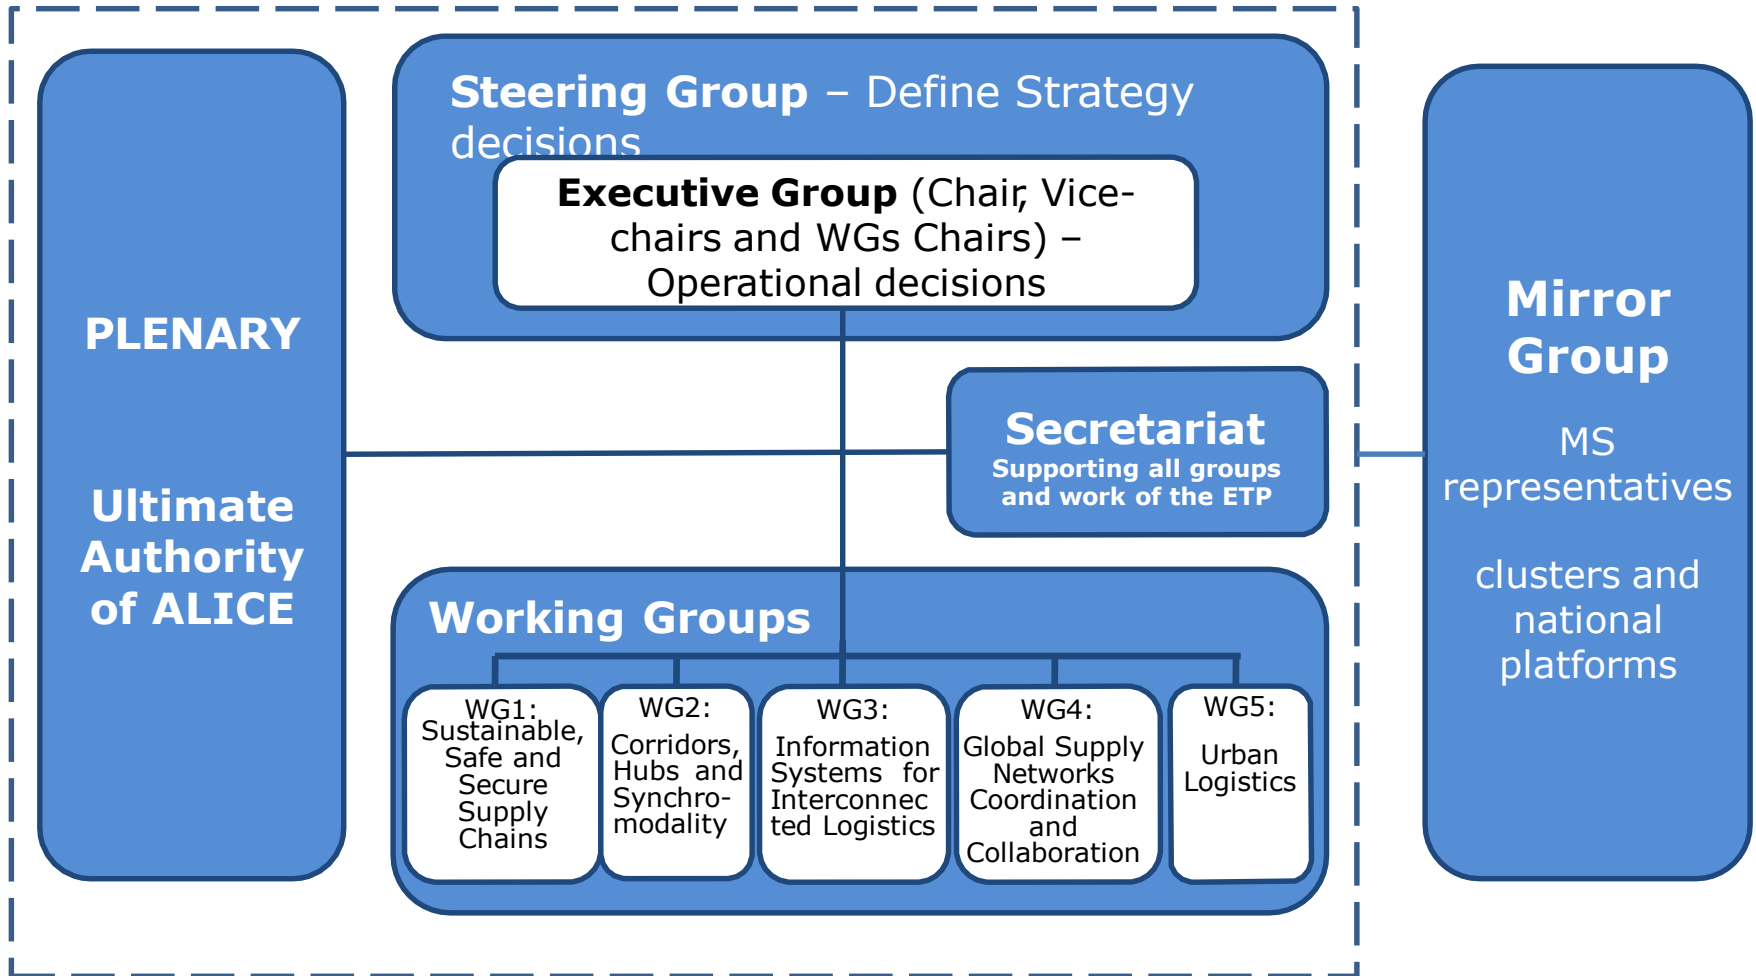 PLENARY
Ultimate
Authority
of ALICE
Steering Group – Define Strategy
decisions
Executive Group (Chair, Vice-
chairs and WGs Chairs) –
Operational decisions
Secretariat
Supporting all groups
and work of the ETP
Working Groups
WG1:
Sustainable,
Safe and
Secure
Supply
Chains
WG2:
Corridors,
Hubs and
Synchro-
modality
WG3:
Information
Systems for
Interconnec
ted Logistics
WG4:
Global Supply
Networks
Coordination
and
Collaboration
WG5:
Urban
Logistics
Mirror
Group
MS
representatives
clusters and
national
platforms